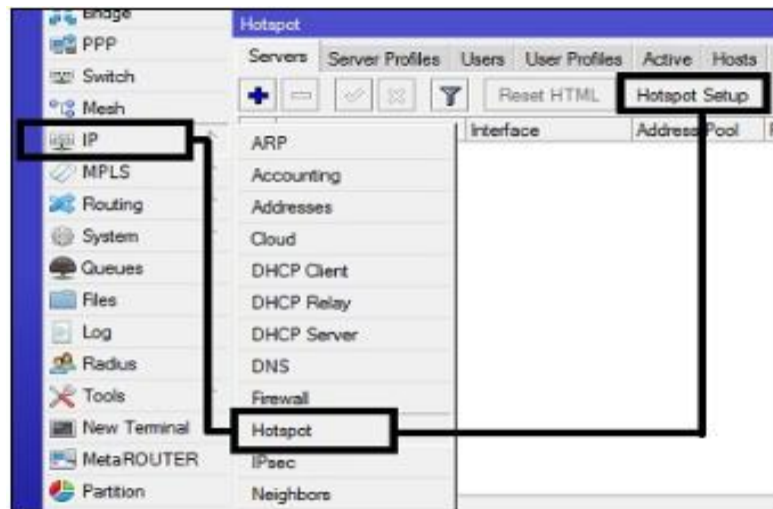 Bridge
PPP
Switch
Mesh
IP
MPLS
Routing
System
Queues
Files
Log
Radius
Tools
New Terminal
MetaROUTER
Partition
Hotspot
Servers Server Profiles Users User Profiles Active Hosts
Reset HTML Hotspot Setup
Interface Address Pool
ARP
Accounting
Addresses
Cloud
DHCP Client
DHCP Relay
DHCP Server
DNS
Firewall
Hotspot
IPsec
Neighbors